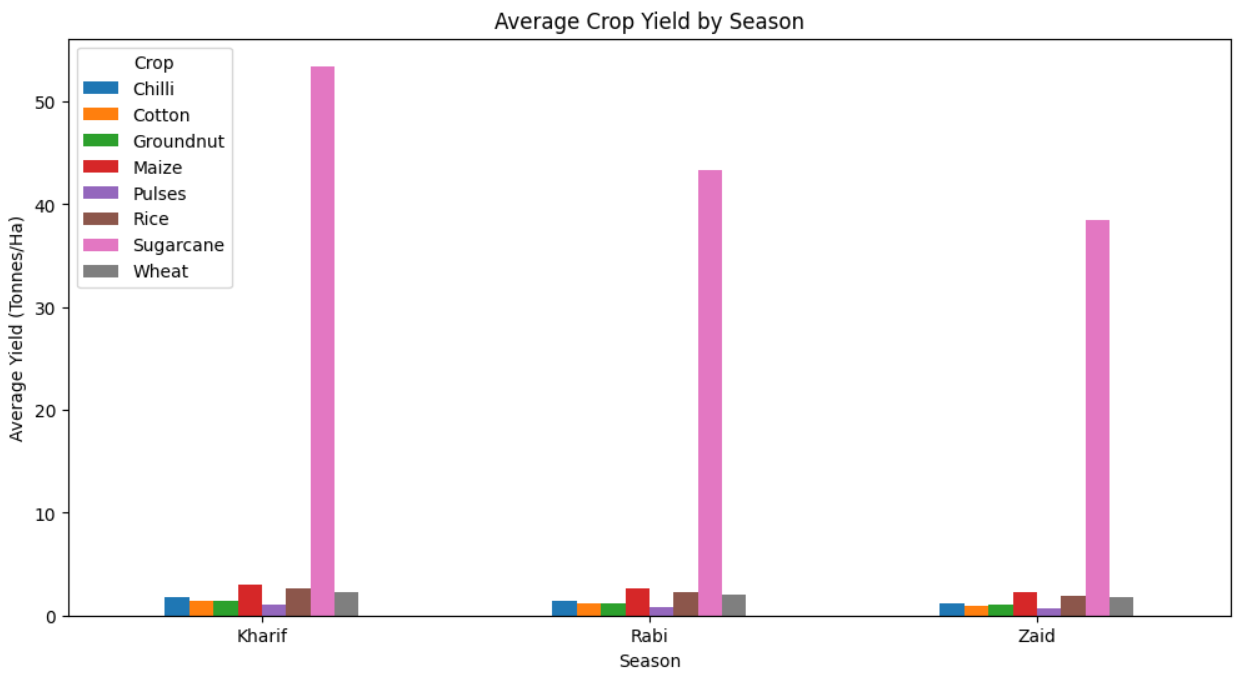 Average Crop Yield by Season
Crop
Chilli
Cotton
Groundnut
Maize
Pulses
Rice
Sugarcane
Wheat
Average Yield (Tonnes/Ha)
50
40
30
20
10
0
Kharif
Rabi
Zaid
Season